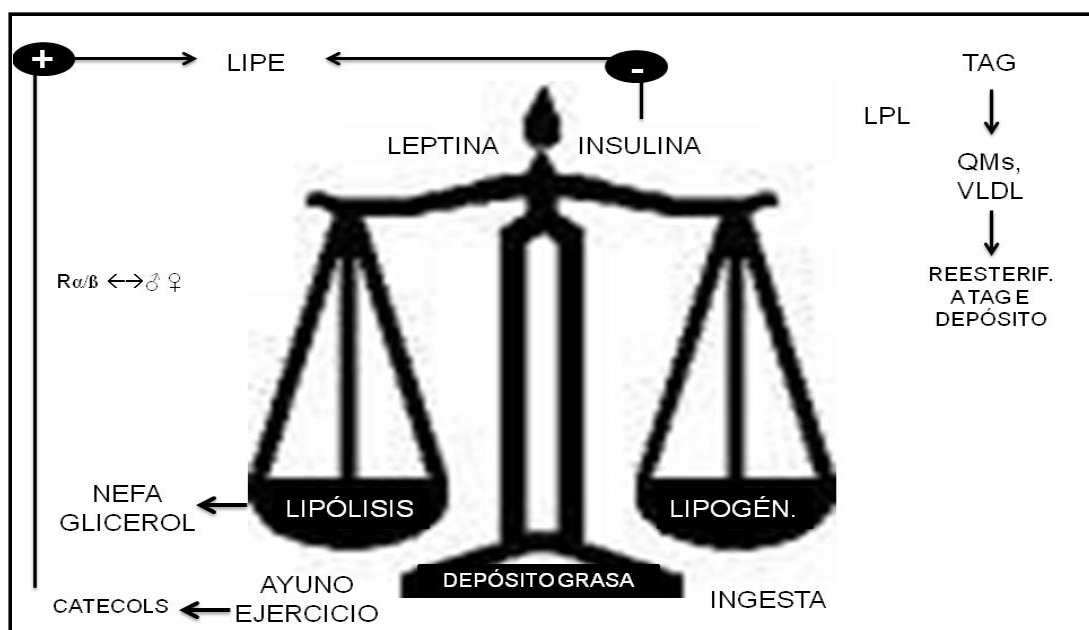 +
LIPE
-
TAG
LPL
LEPTINA
INSULINA
QMs,
VLDL
Rα/ß ←→♂♀
REESTERIF.
A TAG E
DEPÓSITO
NEFA
GLICEROL
LIPÓLISIS
LIPOGÉN.
DEPÓSITO GRASA
AYUNO
EJERCICIO
CATECOLS
INGESTA